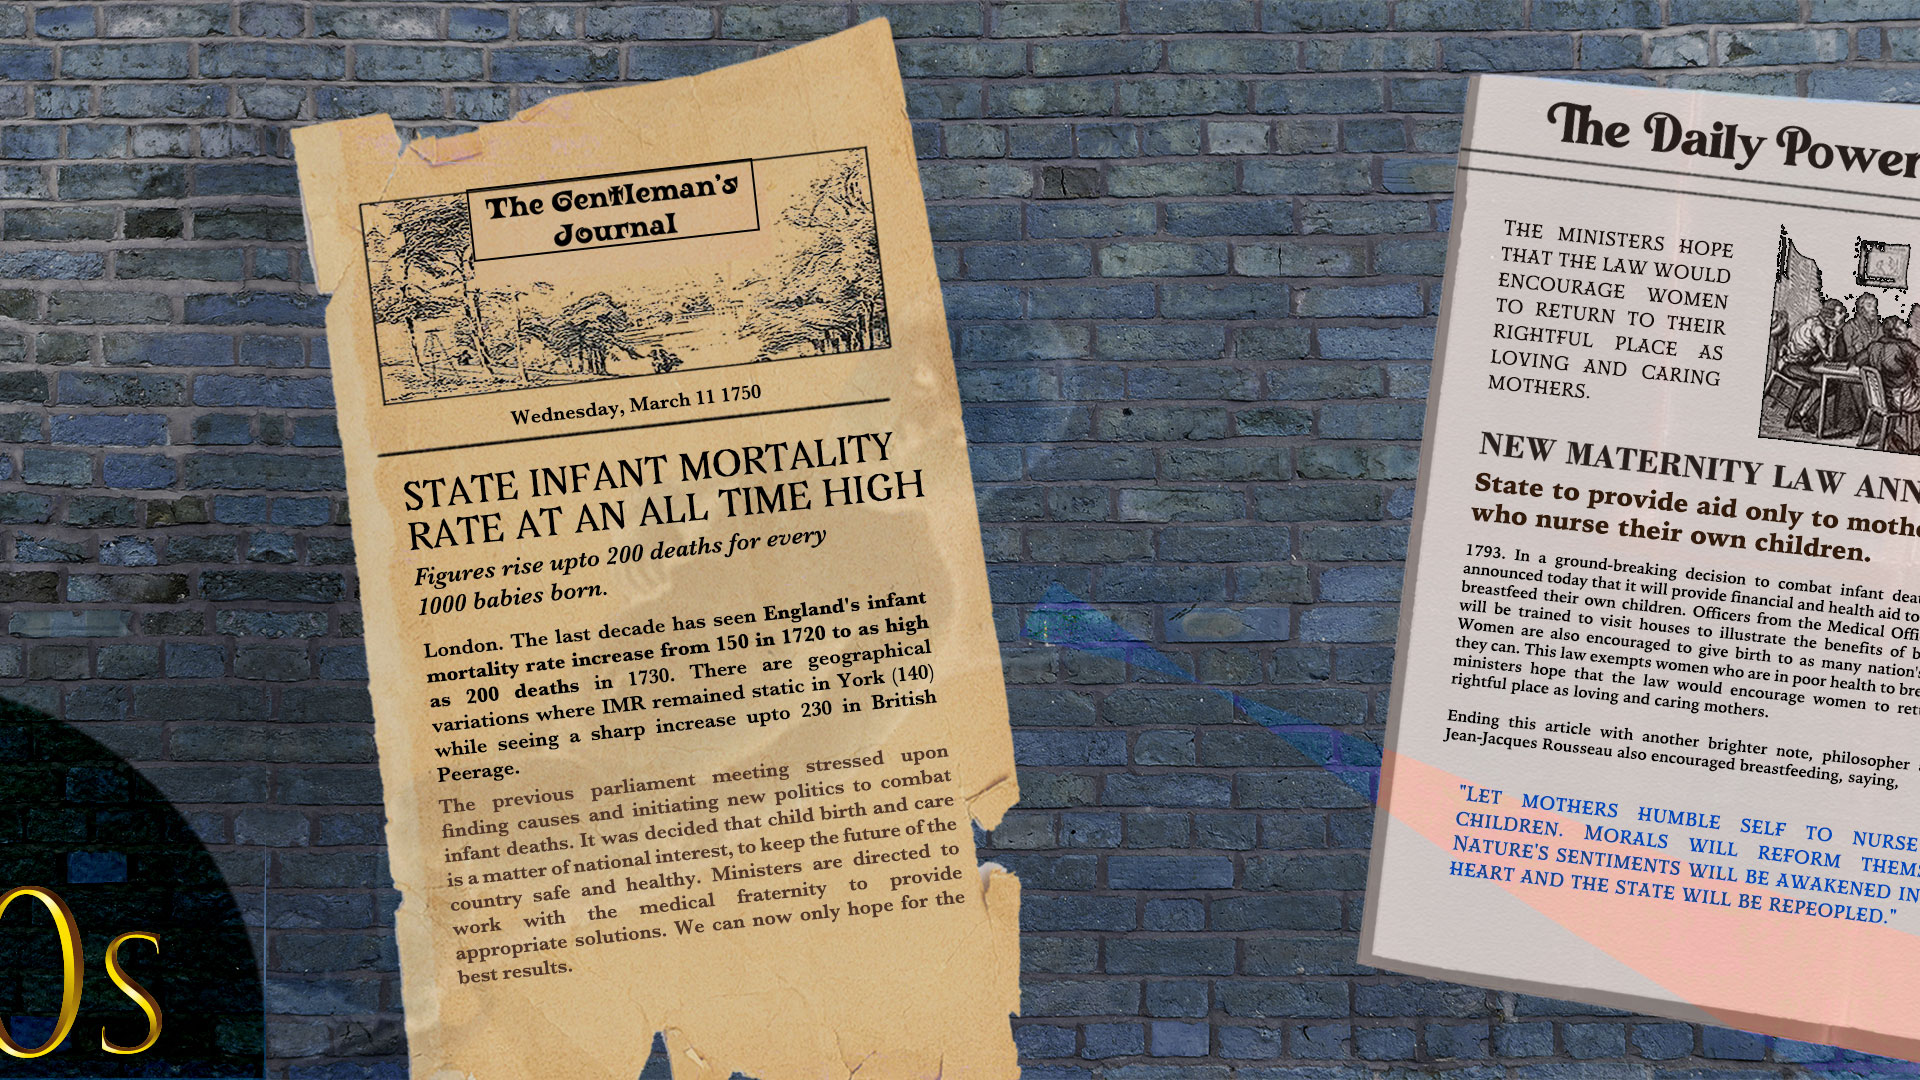 The Gentleman's
Journal
Wednesday, March 11 1750
STATE INFANT MORTALITY
RATE AT AN ALL TIME HIGH
Figures rise upto 200 deaths for every
1000 babies born.
London. The last decade has seen England's infant
mortality rate increase from 150 in 1720 to as high
as 200 deaths in 1730. There are geographical
variations where IMR remained static in York (140)
while seeing a sharp increase upto 230 in British
Peerage.
The previous parliament meeting stressed upon
finding causes and initiating new politics to combat
infant deaths. It was decided that child birth and care
is a matter of national interest, to keep the future of the
country safe and healthy. Ministers are directed to
work with the medical fraternity to provide
appropriate solutions. We can now only hope for the
best results.
0s
The Daily Power
THE MINISTERS HOPE
THAT THE LAW WOULD
ENCOURAGE WOMEN
TO RETURN TO THEIR
RIGHTFUL PLACE AS
LOVING AND CARING
MOTHERS.
NEW MATERNITY LAW ANN
State to provide aid only to mothe
who nurse their own children.
1793. In a ground-breaking decision to combat infant dea
announced today that it will provide financial and health aid to
breastfeed their own children. Officers from the Medical Offi
will be trained to visit houses to illustrate the benefits of b
Women are also encouraged to give birth to as many nation's
they can. This law exempts women who are in poor health to bre
ministers hope that the law would encourage women to retu
rightful place as loving and caring mothers.
Ending this article with another brighter note, philosopher
Jean-Jacques Rousseau also encouraged breastfeeding, saying,
"LET MOTHERS HUMBLE SELF TO NURSE
CHILDREN. MORALS WILL REFORM THEMS
NATURE'S SENTIMENTS WILL BE AWAKENED IN
HEART AND THE STATE WILL BE REPEOPLED."